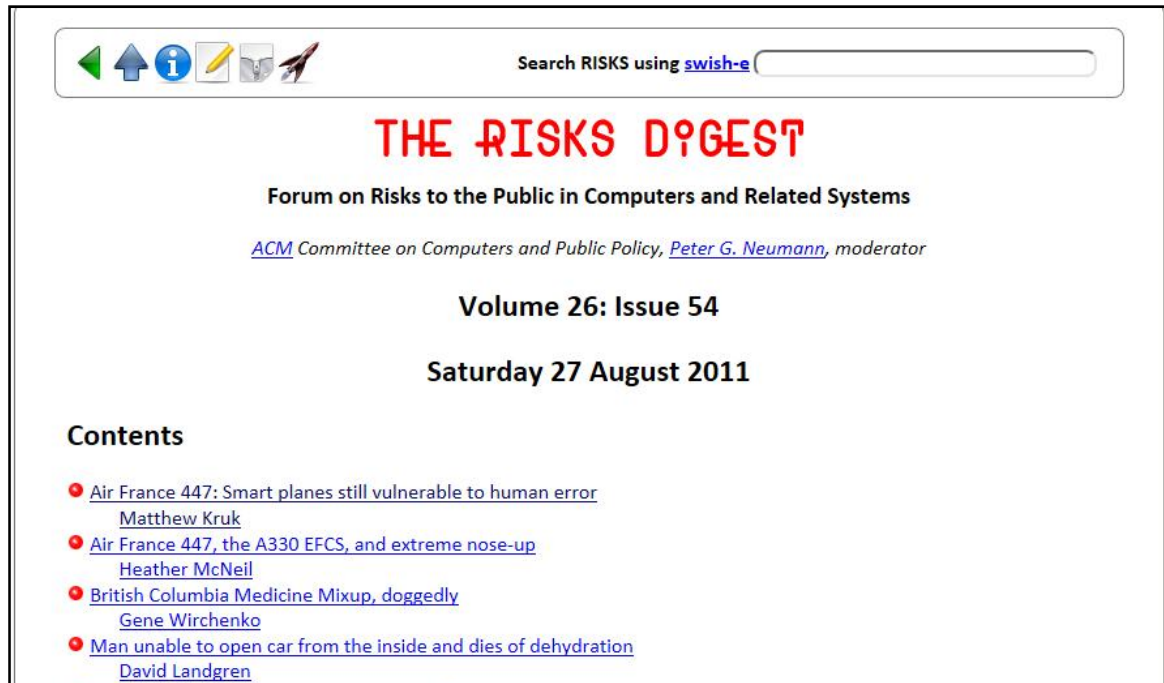 Search RISKS using swish-e
THE RISKS DIGEST
Forum on Risks to the Public in Computers and Related Systems
ACM Committee on Computers and Public Policy, Peter G. Neumann, moderator
Volume 26: Issue 54
Saturday 27 August 2011
Contents
Air France 447: Smart planes still vulnerable to human error
Matthew Kruk
Air France 447, the A330 EFCS, and extreme nose-up
Heather McNeil
British Columbia Medicine Mixup, doggedly
Gene Wirchenko
Man unable to open car from the inside and dies of dehydration
David Landgren